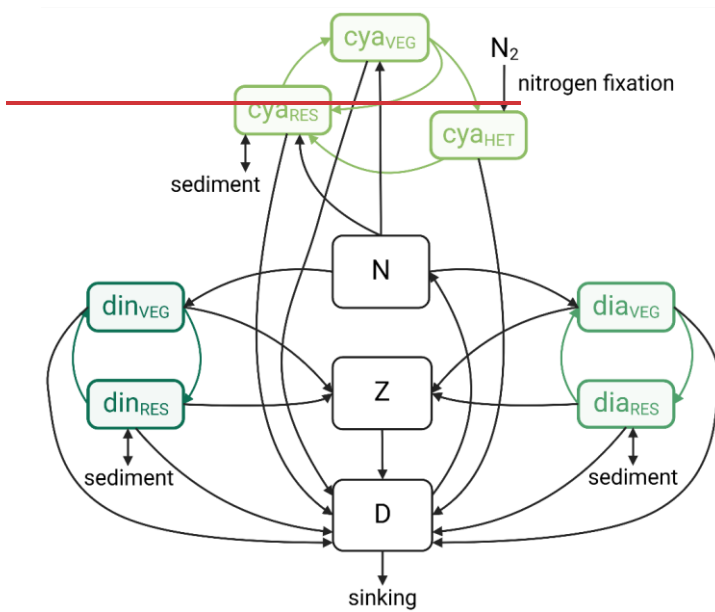 cyaVEG
N2
nitrogen fixation
cyaRES
cyaHET
sediment
N
dinVEG
diaVEG
Z
dinRES
diaRES
sediment
sediment
D
sinking